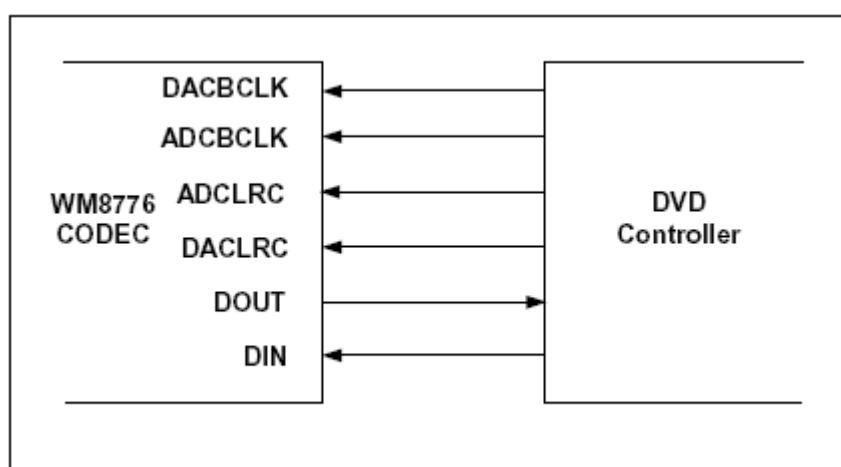 DACBCLK
ADCBCLK
ADCLRC
WM8776
CODEC
DACLRC
DOUT
DIN
DVD
Controller